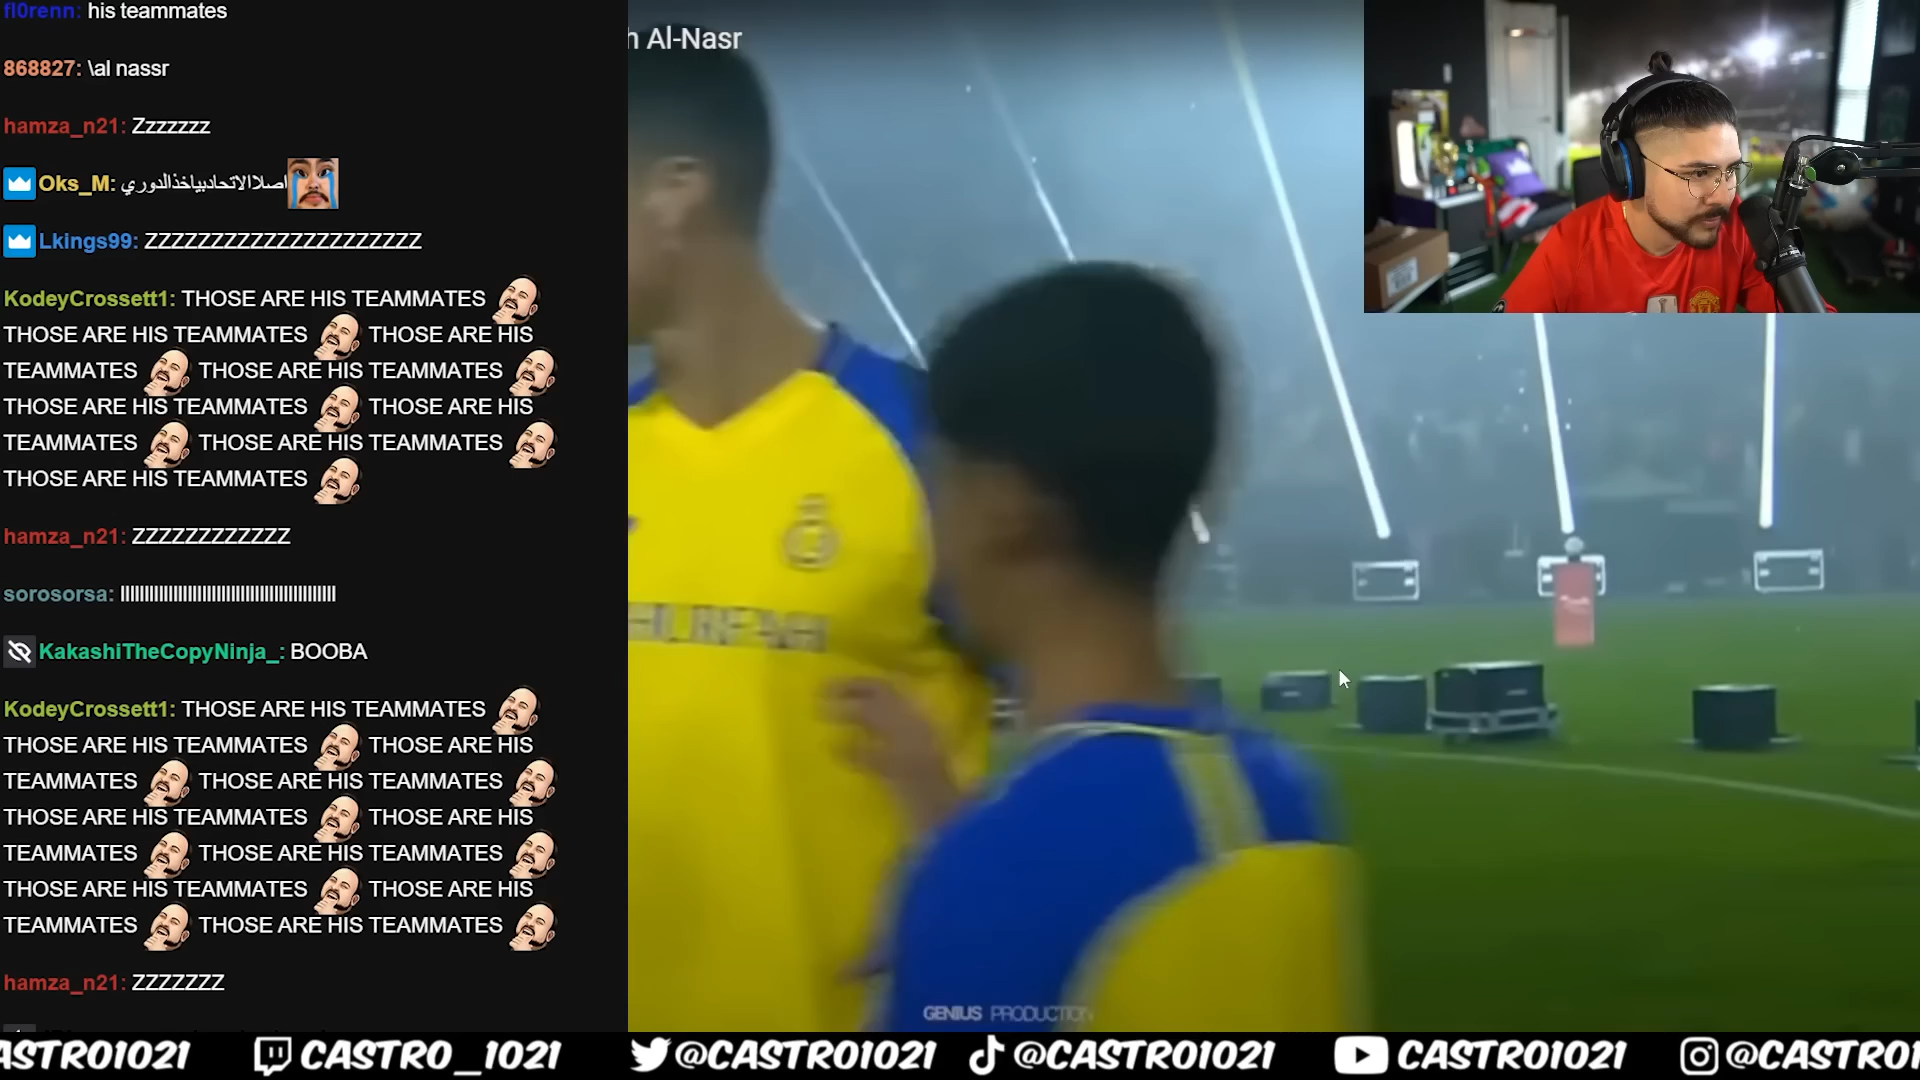 fl0renn: his teammates
868827: \al nassr
hamza_n21: Zzzzzzz
Oks_M: اصلاالاتحادبياخذالدوري
Lkings99: ZZZZZZZZZZZZZZZZZZZZZ
KodeyCrossett1: THOSE ARE HIS TEAMMATES
THOSE ARE HIS TEAMMATES THOSE ARE HIS
TEAMMATES THOSE ARE HIS TEAMMATES
THOSE ARE HIS TEAMMATES THOSE ARE HIS
TEAMMATES THOSE ARE HIS TEAMMATES
THOSE ARE HIS TEAMMATES
hamza_n21: ZZZZZZZZZZZZ
sorosorsa:
KakashiTheCopyNinja_: BOOBA
KodeyCrossett1: THOSE ARE HIS TEAMMATES
THOSE ARE HIS TEAMMATES THOSE ARE HIS
TEAMMATES THOSE ARE HIS TEAMMATES
THOSE ARE HIS TEAMMATES THOSE ARE HIS
TEAMMATES THOSE ARE HIS TEAMMATES
THOSE ARE HIS TEAMMATES THOSE ARE HIS
TEAMMATES THOSE ARE HIS TEAMMATES
hamza_n21: ZZZZZZZ
h Al-Nasr
GENIUS PRODUCTION
ASTRO1021 CASTRO_1021 @CASTRO1021 @CASTRO1021 CASTRO1021 @CASTRO1